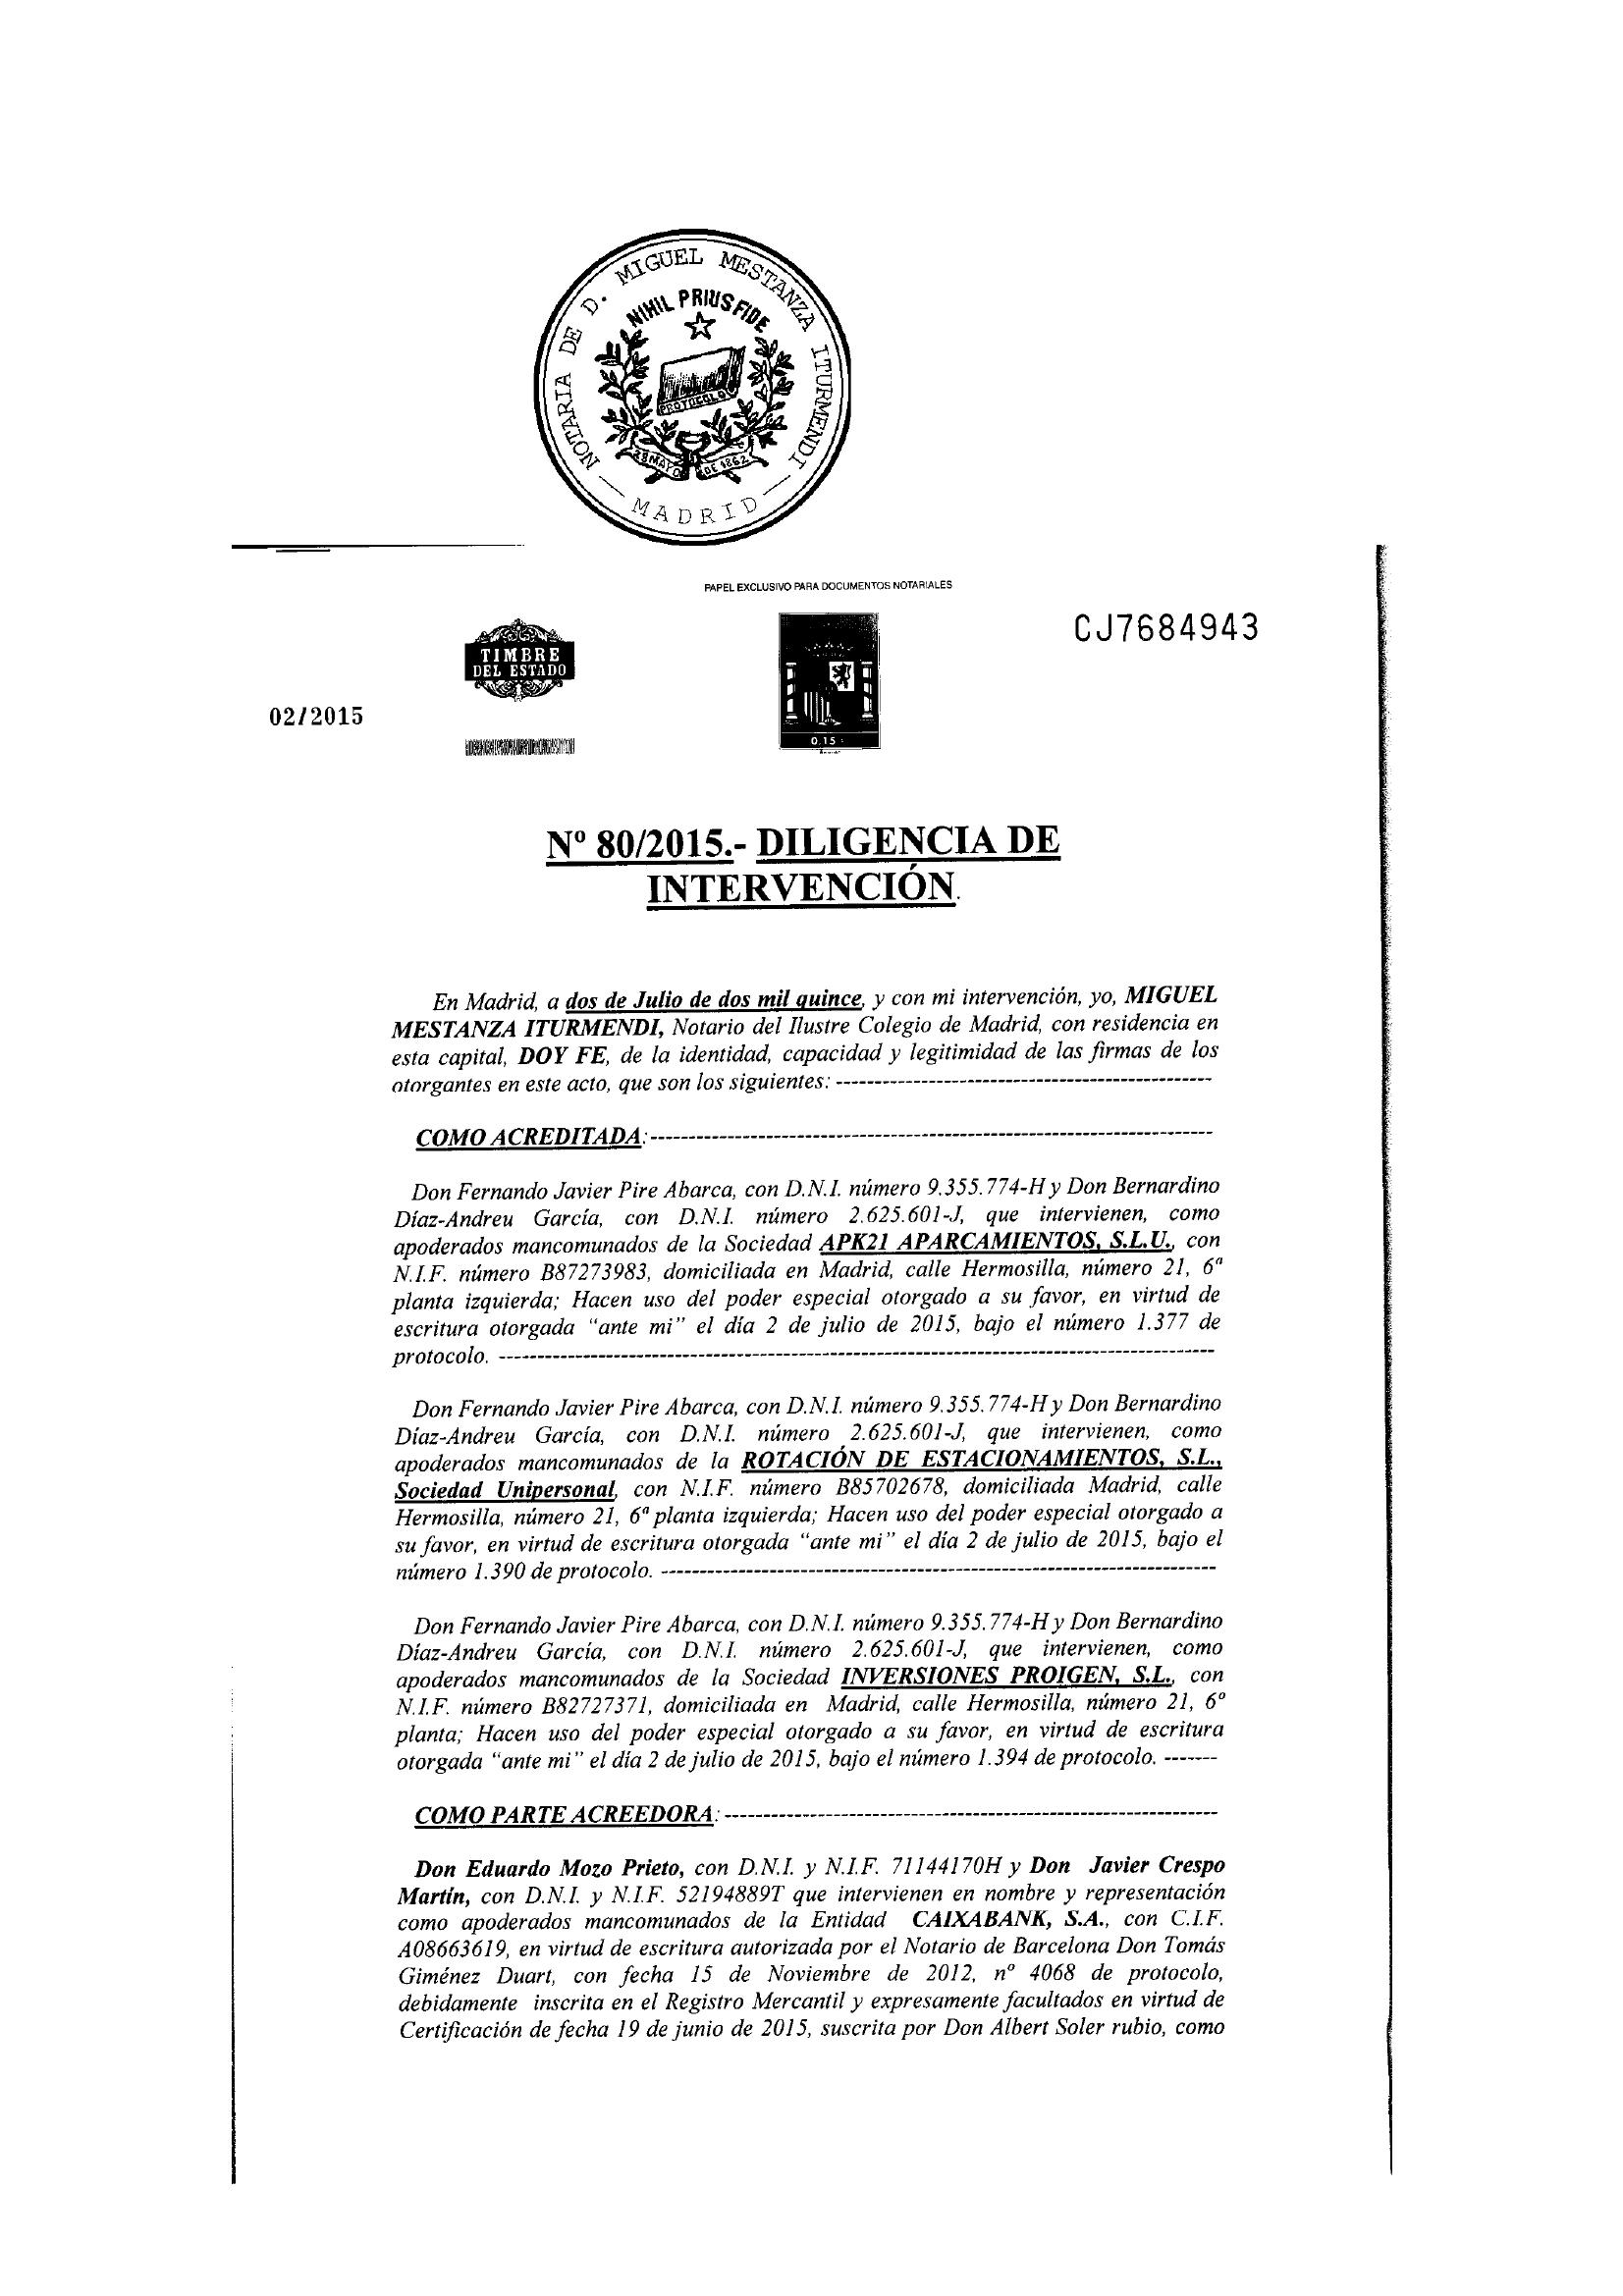 NOTARIA DE D. MIGUEL MESTANZA ITURMENDI
NIHIL PRIUS FIDE
PROTOCOLO
28 MAYO DE 1862
MADRID
PAPEL EXCLUSIVO PARA DOCUMENTOS NOTARIALES
CJ7684943
TIMBRE
DEL ESTADO
02/2015
0,15
Nº 80/2015.- DILIGENCIA DE
INTERVENCIÓN.
En Madrid, a dos de Julio de dos mil quince, y con mi intervención, yo, MIGUEL
MESTANZA ITURMENDI, Notario del Ilustre Colegio de Madrid, con residencia en
esta capital, DOY FE, de la identidad, capacidad y legitimidad de las firmas de los
otorgantes en este acto, que son los siguientes: ------------------------------------------------
COMO ACREDITADA:------------------------------------------------------------------------
Don Fernando Javier Pire Abarca, con D.N.I. número 9.355.774-H y Don Bernardino
Díaz-Andreu García, con D.N.I. número 2.625.601-J, que intervienen, como
apoderados mancomunados de la Sociedad APK21 APARCAMIENTOS, S.L.U., con
N.I.F. número B87273983, domiciliada en Madrid, calle Hermosilla, número 21, 6ª
planta izquierda; Hacen uso del poder especial otorgado a su favor, en virtud de
escritura otorgada “ante mi” el día 2 de julio de 2015, bajo el número 1.377 de
protocolo. --------------------------------------------------------------------------------------------
Don Fernando Javier Pire Abarca, con D.N.I. número 9.355.774-H y Don Bernardino
Díaz-Andreu García, con D.N.I. número 2.625.601-J, que intervienen, como
apoderados mancomunados de la ROTACIÓN DE ESTACIONAMIENTOS, S.L.,
Sociedad Unipersonal, con N.I.F. número B85702678, domiciliada Madrid, calle
Hermosilla, número 21, 6ª planta izquierda; Hacen uso del poder especial otorgado a
su favor, en virtud de escritura otorgada “ante mi” el día 2 de julio de 2015, bajo el
número 1.390 de protocolo. -----------------------------------------------------------------------
Don Fernando Javier Pire Abarca, con D.N.I. número 9.355.774-H y Don Bernardino
Díaz-Andreu García, con D.N.I. número 2.625.601-J, que intervienen, como
apoderados mancomunados de la Sociedad INVERSIONES PROIGEN, S.L., con
N.I.F. número B82727371, domiciliada en Madrid, calle Hermosilla, número 21, 6º
planta; Hacen uso del poder especial otorgado a su favor, en virtud de escritura
otorgada “ante mi” el día 2 de julio de 2015, bajo el número 1.394 de protocolo. -------
COMO PARTE ACREEDORA:---------------------------------------------------------------
Don Eduardo Mozo Prieto, con D.N.I. y N.I.F. 71144170H y Don Javier Crespo
Martín, con D.N.I. y N.I.F. 52194889T que intervienen en nombre y representación
como apoderados mancomunados de la Entidad CAIXABANK, S.A., con C.I.F.
A08663619, en virtud de escritura autorizada por el Notario de Barcelona Don Tomás
Giménez Duart, con fecha 15 de Noviembre de 2012, nº 4068 de protocolo,
debidamente inscrita en el Registro Mercantil y expresamente facultados en virtud de
Certificación de fecha 19 de junio de 2015, suscrita por Don Albert Soler rubio, como